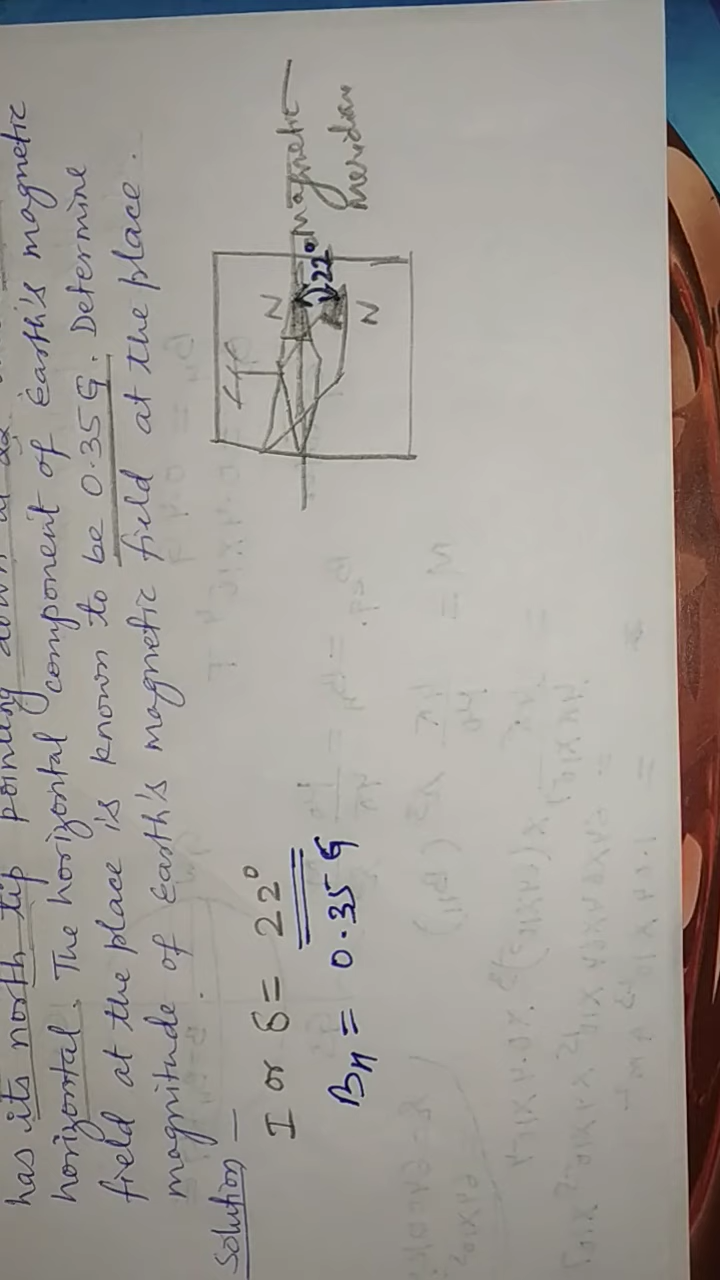 has its north tip pointing down at
horizontal. The horizontal component of Earth's magnetic
field at the place is known to be 0.35 G. Determine
magnitude of Earth's magnetic field at the place.
Solution -
I or δ = 22°
B_H = 0.35 G
N
22°
N
Magnetic
Meridian